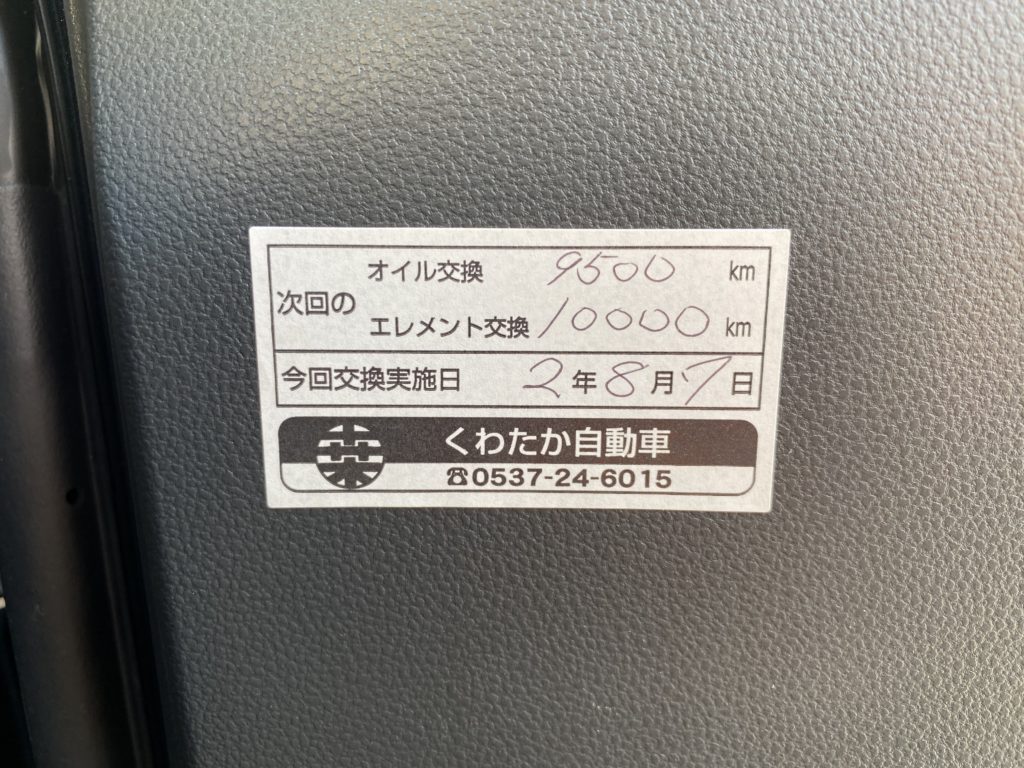 オイル交換 9500 km
次回の
エレメント交換 10000 km
今回交換実施日 2年8月7日
くわたか自動車
☎0537-24-6015